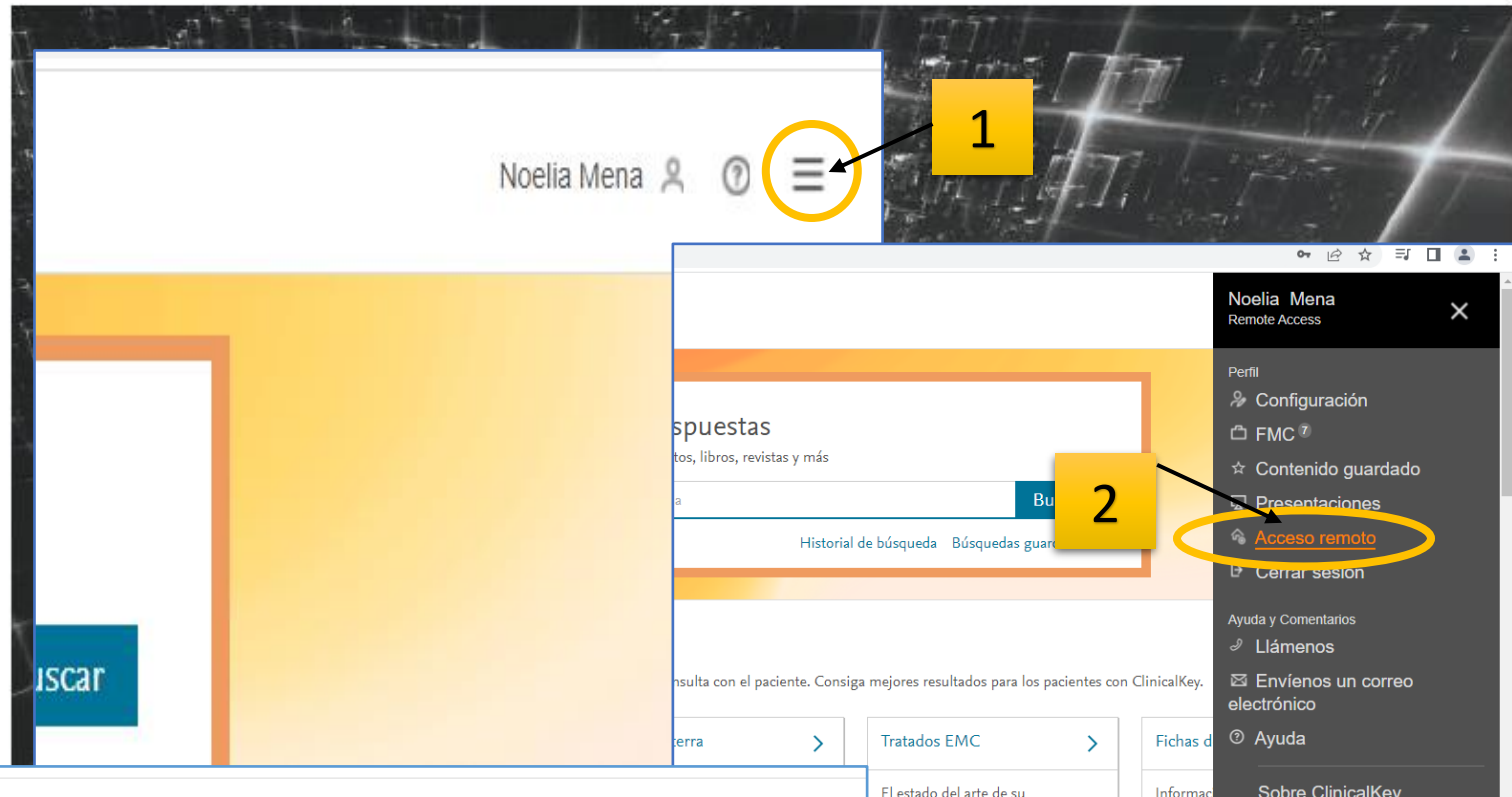 1
Noelia Mena
Noelia Mena
Remote Access
Perfil
Configuración
FMC 7
Contenido guardado
Presentaciones
Acceso remoto
Cerrar sesión
Ayuda y Comentarios
Llámenos
Envíenos un correo
electrónico
Ayuda
Sobre ClinicalKey
spuestas
tos, libros, revistas y más
a
Bu
2
Historial de búsqueda Búsquedas guar
uscar
nsulta con el paciente. Consiga mejores resultados para los pacientes con ClinicalKey.
terra
Tratados EMC
Fichas d
El estado del arte de su
Informac